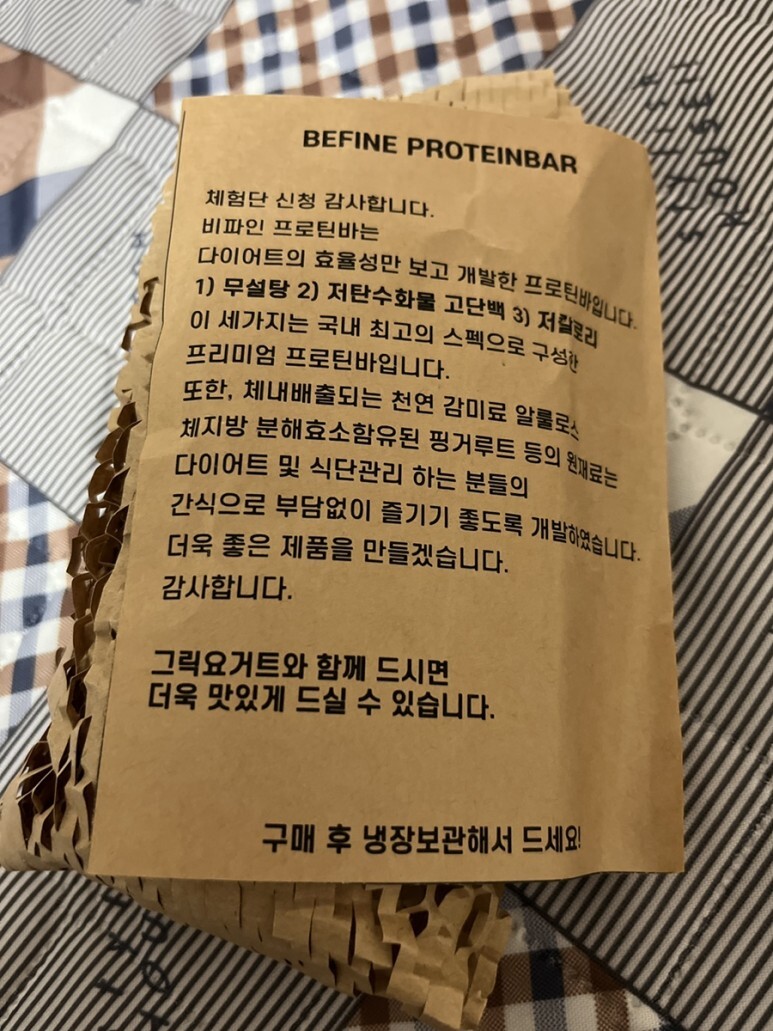 BEFINE PROTEINBAR
체험단 신청 감사합니다.
비파인 프로틴바는
다이어트의 효율성만 보고 개발한 프로틴바입니다.
1) 무설탕 2) 저탄수화물 고단백 3) 저칼로리
이 세가지는 국내 최고의 스펙으로 구성한
프리미엄 프로틴바입니다.
또한, 체내배출되는 천연 감미료 알룰로스
체지방 분해효소함유된 핑거루트 등의 원재료는
다이어트 및 식단관리 하는 분들의
간식으로 부담없이 즐기기 좋도록 개발하였습니다.
더욱 좋은 제품을 만들겠습니다.
감사합니다.
그릭요거트와 함께 드시면
더욱 맛있게 드실 수 있습니다.
구매 후 냉장보관해서 드세요!